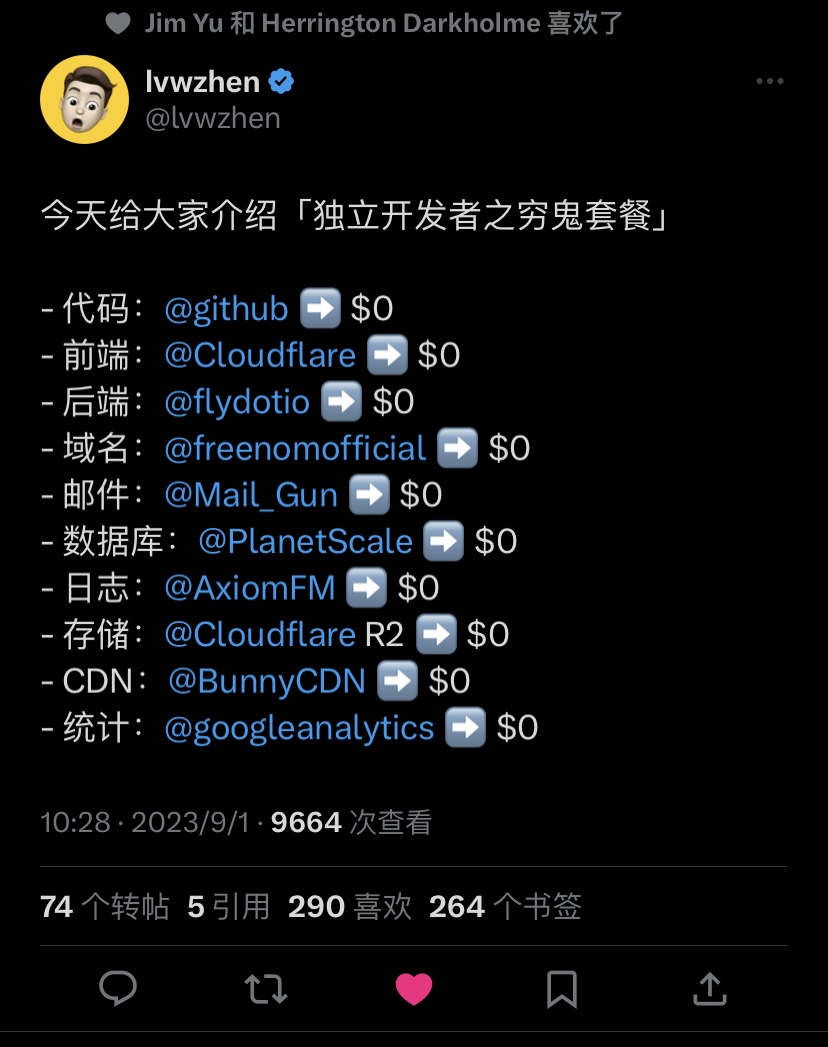 Jim Yu 和 Herrington Darkholme 喜欢了
lvwzhen
@lvwzhen
今天给大家介绍「独立开发者之穷鬼套餐」
- 代码：@github ➡️ $0
- 前端：@Cloudflare ➡️ $0
- 后端：@flydotio ➡️ $0
- 域名：@freenomofficial ➡️ $0
- 邮件：@Mail_Gun ➡️ $0
- 数据库：@PlanetScale ➡️ $0
- 日志：@AxiomFM ➡️ $0
- 存储：@Cloudflare R2 ➡️ $0
- CDN：@BunnyCDN ➡️ $0
- 统计：@googleanalytics ➡️ $0
10:28 · 2023/9/1 · 9664 次查看
74 个转帖 5 引用 290 喜欢 264 个书签